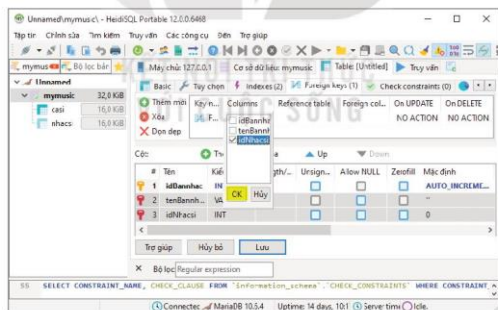 Unnamed\mymusic\ - HeidiSQL Portable 12.0.0.6468
Tập tin Chỉnh sửa Tìm kiếm Truy vấn Các công cụ Đến Trợ giúp
mymus Bộ lọc bản Máy chủ: 127.0.0.1 Cơ sở dữ liệu: mymusic Table: [Untitled] Truy vấn
Unnamed
mymusic 32,0 KiB
casi 16,0 KiB
nhacsi 16,0 KiB
Basic Tùy chọn Indexes (2) Foreign keys (1) Check constraints (0)
Thêm mới
Xóa
Dọn dẹp
Key n... Columns Reference table Foreign col... On UPDATE On DELETE
F... NO ACTION NO ACTION
idBannha
tenBannh
idNhacsi
OK Hủy
Cột: Th Up Down
# Tên Kiể gth/... Unsign... Allow NULL Zerofill Mặc định
1 idBannhac IN AUTO_INCREME...
2 tenBannh... VA ''
3 idNhacsi INT 0
Trợ giúp Hủy bỏ Lưu
Bộ lọc: Regular expression
55 SELECT CONSTRAINT_NAME, CHECK_CLAUSE FROM `information_schema`.`CHECK_CONSTRAINTS` WHERE CONSTRAINT_
Connected MariaDB 10.5.4 Uptime: 14 days, 10:1 Server time Idle.